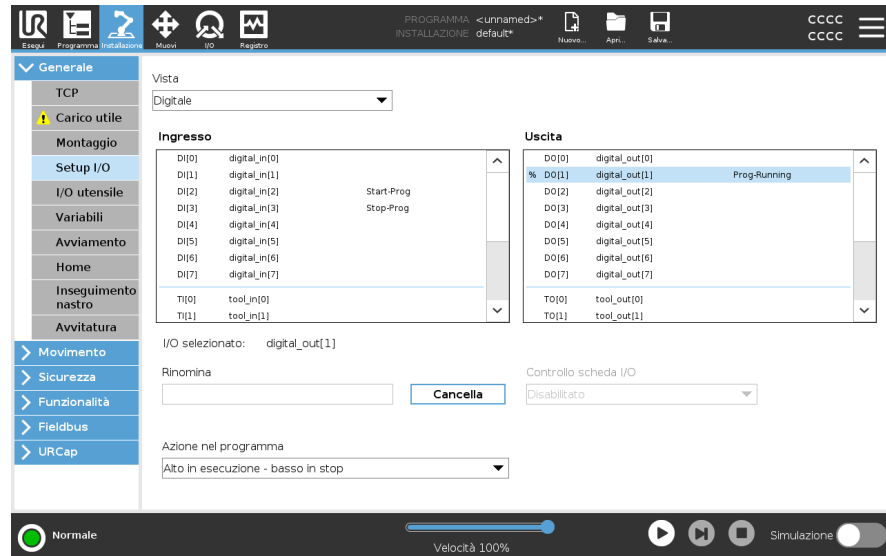 PROGRAMMA <unnamed>*
INSTALLAZIONE default*
CCCC
CCCC
Esegui
Programma
Installazione
Muovi
I/O
Registro
Nuovo...
Apri...
Salva...
Generale
TCP
Carico utile
Montaggio
Setup I/O
I/O utensile
Variabili
Avviamento
Home
Inseguimento
nastro
Avvitatura
Movimento
Sicurezza
Funzionalità
Fieldbus
URCap
Vista
Digitale
Ingresso
DI[0] digital_in[0]
DI[1] digital_in[1]
DI[2] digital_in[2] Start-Prog
DI[3] digital_in[3] Stop-Prog
DI[4] digital_in[4]
DI[5] digital_in[5]
DI[6] digital_in[6]
DI[7] digital_in[7]
TI[0] tool_in[0]
TI[1] tool_in[1]
Uscita
DO[0] digital_out[0]
% DO[1] digital_out[1] Prog-Running
DO[2] digital_out[2]
DO[3] digital_out[3]
DO[4] digital_out[4]
DO[5] digital_out[5]
DO[6] digital_out[6]
DO[7] digital_out[7]
TO[0] tool_out[0]
TO[1] tool_out[1]
I/O selezionato: digital_out[1]
Rinomina
Cancella
Controllo scheda I/O
Disabilitato
Azione nel programma
Alto in esecuzione - basso in stop
Normale
Velocità 100%
Simulazione